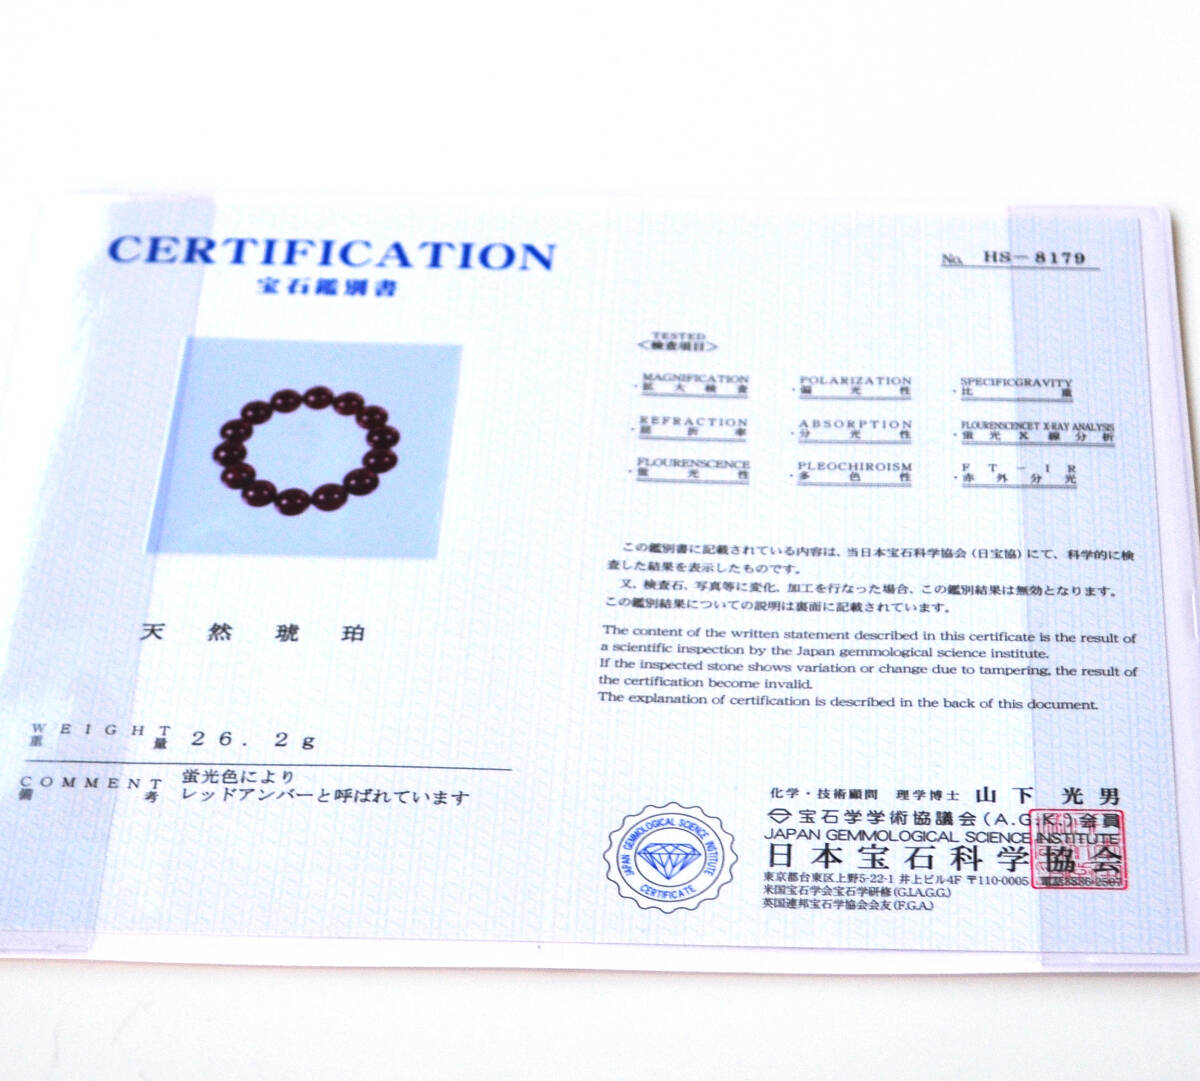 CERTIFICATION
宝石鑑別書
No. HS-8179
TESTED
<検査項目>
MAGNIFICATION
・拡大検査
POLARIZATION
・偏光性
SPECIFICGRAVITY
・比重
REFRACTION
・屈折率
ABSORPTION
・分光性
FLOURENSCENCET X-RAY ANALYSIS
・蛍光X線分析
FLOURENSCENCE
・蛍光性
PLEOCHIROISM
・多色性
FT-IR
・赤外分光
この鑑別書に記載されている内容は、当日本宝石科学協会(日宝協)にて、科学的に検
査した結果を表示したものです。
又、検査石、写真等に変化、加工を行なった場合、この鑑別結果は無効となります。
この鑑別結果についての説明は裏面に記載されています。
The content of the written statement described in this certificate is the result of
a scientific inspection by the Japan gemmological science institute.
If the inspected stone shows variation or change due to tampering, the result of
the certification become invalid.
The explanation of certification is described in the back of this document.
天然琥珀
WEIGHT
重量 26.2g
COMMENT
備考
蛍光色により
レッドアンバーと呼ばれています
JAPAN GEMMOLOGICAL SCIENCE INSTITUTE
CERTIFICATE
化学・技術顧問 理学博士 山下光男
宝石学学術協議会(A.G.K.)会員
JAPAN GEMMOLOGICAL SCIENCE INSTITUTE
日本宝石科学協会
東京都台東区上野5-22-1 井上ビル4F 〒110-0005 電話8836-2567
米国宝石学会宝石学研修(G.I.A.G.G.)
英国連邦宝石学協会会友(F.G.A.)